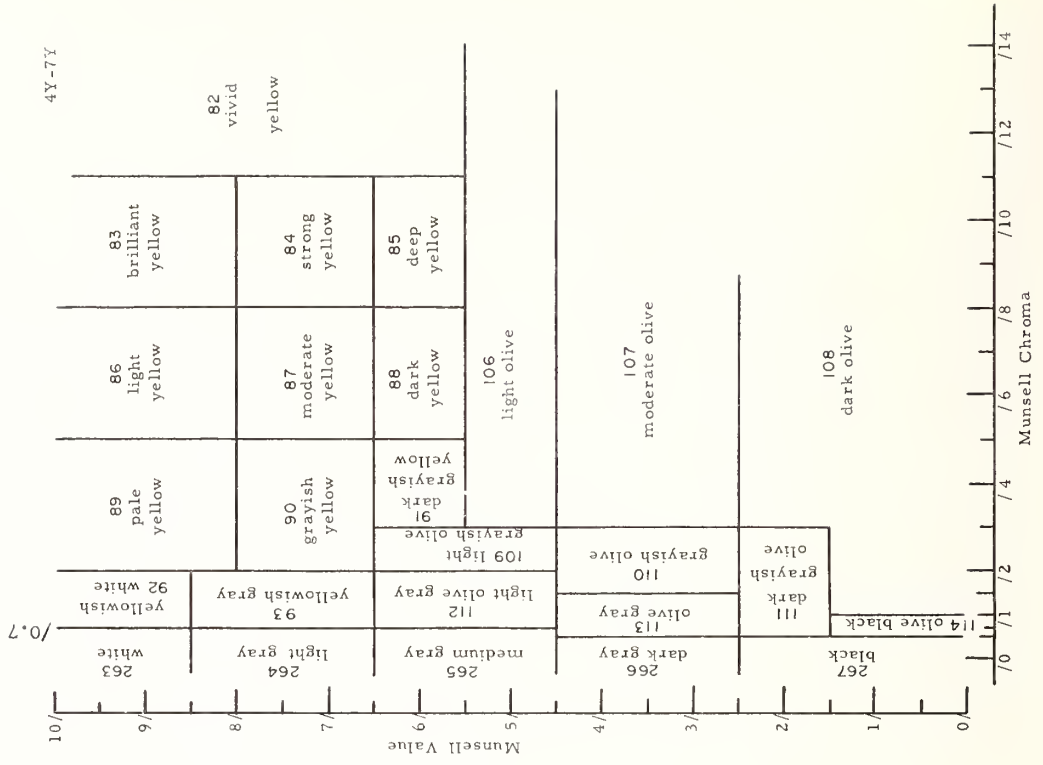 4Y-7Y
82
vivid
yellow
83
brilliant
yellow
84
strong
yellow
85
deep
yellow
86
light
yellow
87
moderate
yellow
88
dark
yellow
89
pale
yellow
90
grayish
yellow
91
dark
grayish
yellow
106
light olive
107
moderate olive
108
dark olive
109 light
grayish olive
110
grayish olive
111
dark
grayish
olive
92 white
yellowish
93
yellowish gray
112
light olive gray
113
olive gray
114 olive black
263
white
264
light gray
265
medium gray
266
dark gray
267
black
/0.7
10/
9/
8/
7/
6/
5/
4/
3/
2/
1/
0/
Munsell Value
/0
/1
/2
/4
/6
/8
/10
/12
/14
Munsell Chroma